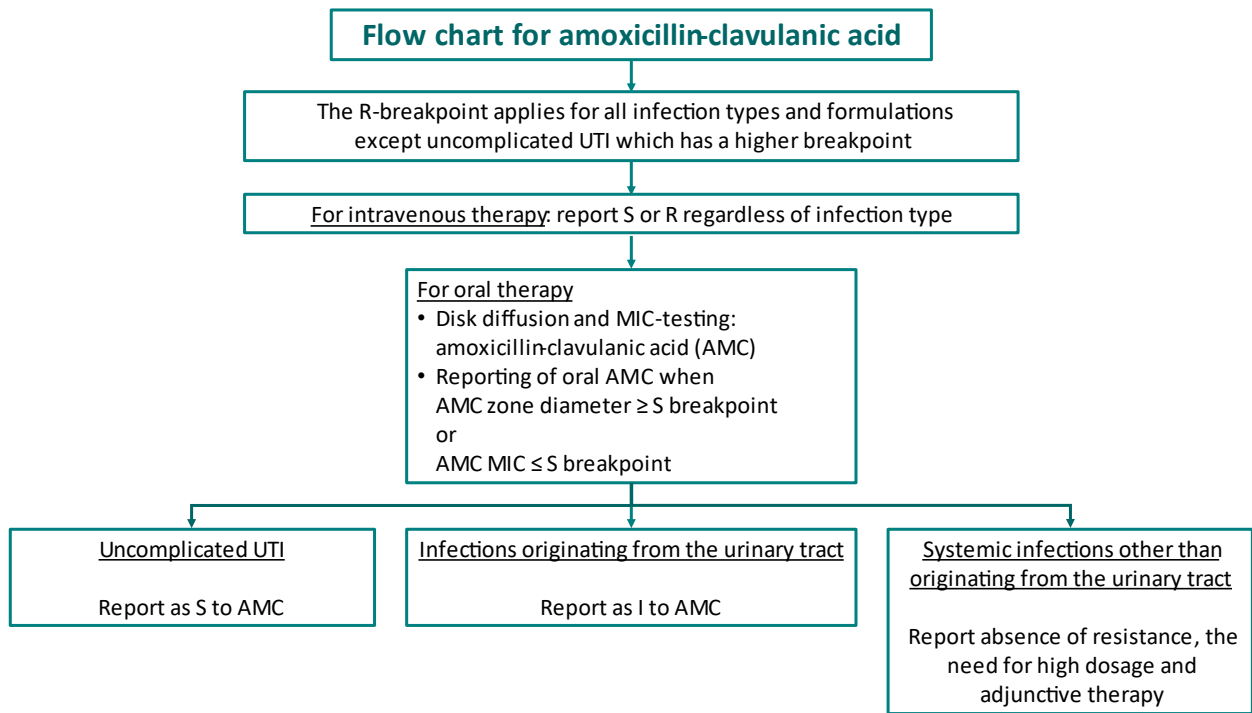 Flow chart for amoxicillin-clavulanic acid
The R-breakpoint applies for all infection types and formulations
except uncomplicated UTI which has a higher breakpoint
For intravenous therapy: report S or R regardless of infection type
For oral therapy
• Disk diffusion and MIC-testing:
amoxicillin-clavulanic acid (AMC)
• Reporting of oral AMC when
AMC zone diameter ≥ S breakpoint
or
AMC MIC ≤ S breakpoint
Uncomplicated UTI
Report as S to AMC
Infections originating from the urinary tract
Report as I to AMC
Systemic infections other than
originating from the urinary tract
Report absence of resistance, the
need for high dosage and
adjunctive therapy